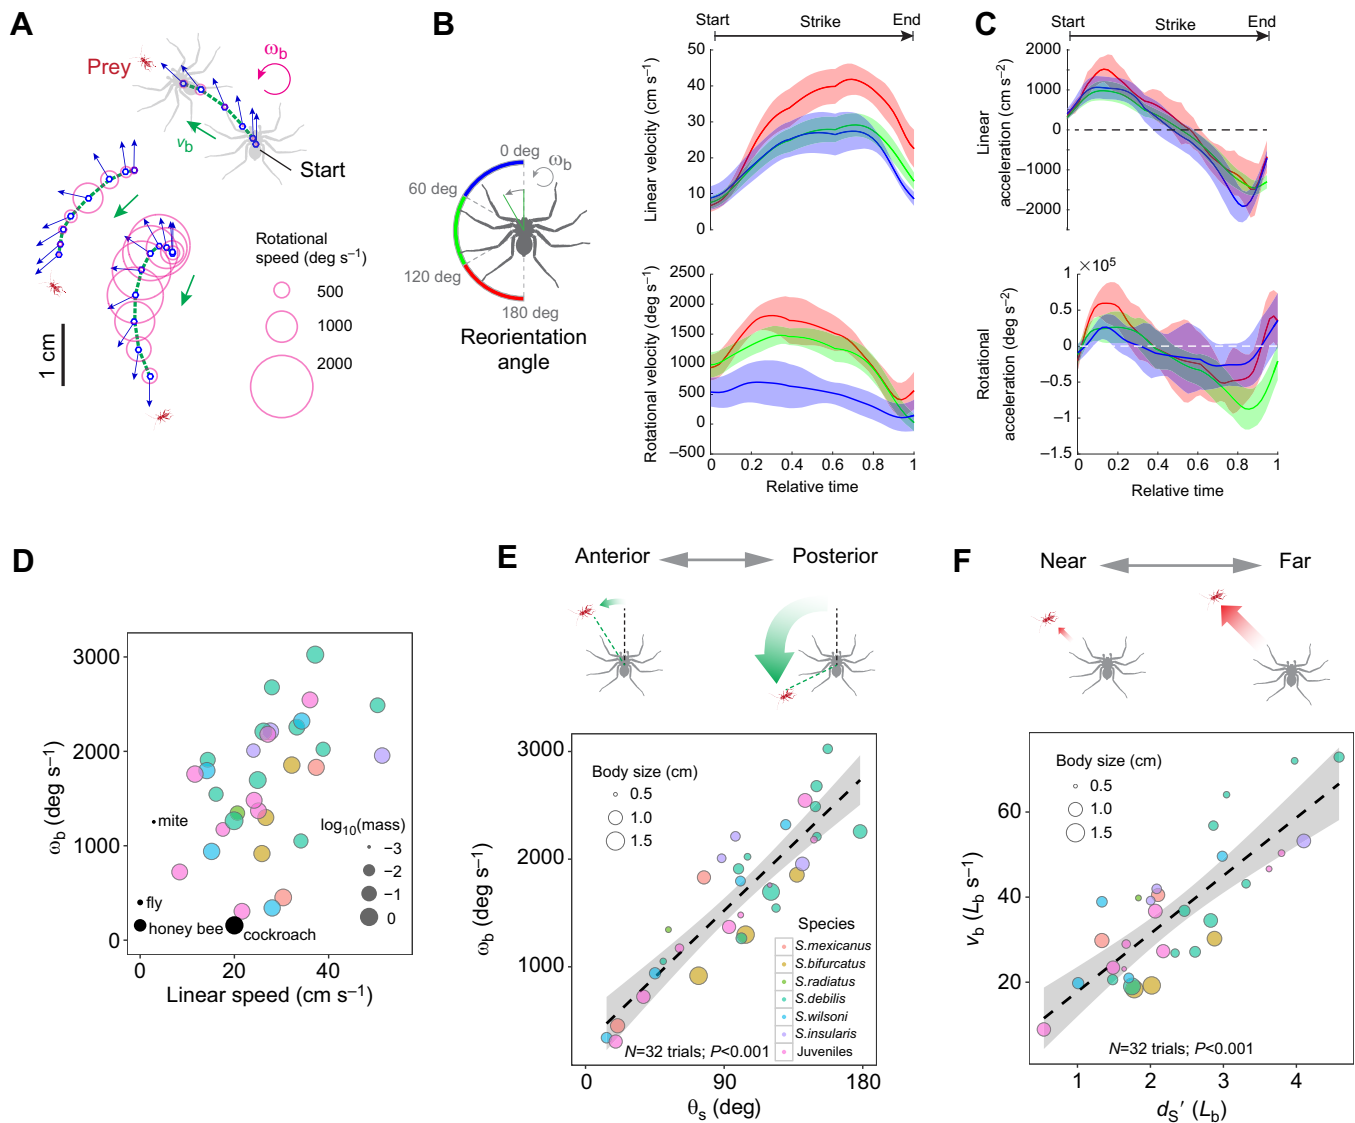 A
Prey
ωb
vb
Start
1 cm
Rotational
speed (deg s−1)
500
1000
2000
B
0 deg
ωb
60 deg
120 deg
180 deg
Reorientation
angle
Start
Strike
End
50
40
30
20
10
0
Linear velocity (cm s−1)
2500
2000
1500
1000
500
0
−500
Rotational velocity (deg s−1)
0
0.2
0.4
0.6
0.8
1
Relative time
C
Start
Strike
End
2000
1000
0
−1000
−2000
Linear
acceleration (cm s−2)
×10⁵
0.5
0
−0.5
−1
−1.5
Rotational
acceleration (deg s−2)
0
0.2
0.4
0.6
0.8
1
Relative time
D
3000
2000
1000
0
ωb (deg s−1)
mite
fly
honey bee
cockroach
log10(mass)
−3
−2
−1
0
0
20
40
Linear speed (cm s−1)
E
Anterior
Posterior
3000
2000
1000
ωb (deg s−1)
Body size (cm)
0.5
1.0
1.5
Species
S.mexicanus
S.bifurcatus
S.radiatus
S.debilis
S.wilsoni
S.insularis
Juveniles
N=32 trials; P<0.001
0
90
180
θs (deg)
F
Near
Far
60
40
20
vb (Lb s−1)
Body size (cm)
0.5
1.0
1.5
N=32 trials; P<0.001
1
2
3
4
dS′ (Lb)